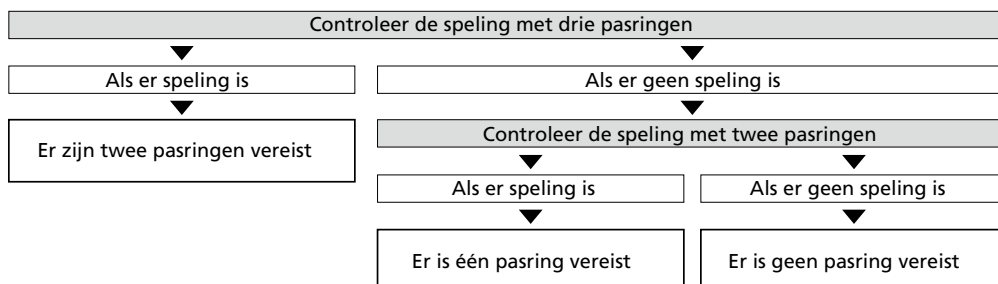 Controleer de speling met drie pasringen
Als er speling is
Als er geen speling is
Er zijn twee pasringen vereist
Controleer de speling met twee pasringen
Als er speling is
Als er geen speling is
Er is één pasring vereist
Er is geen pasring vereist